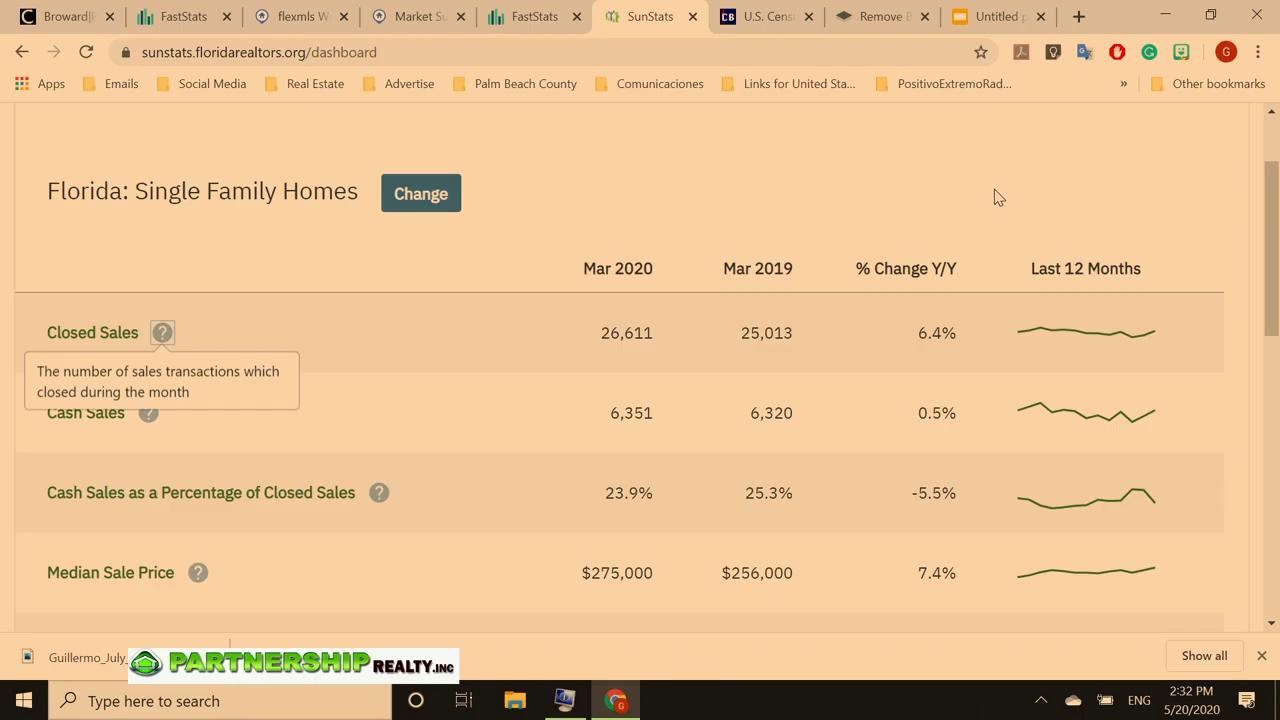 Broward|F
FastStats
flexmls W
Market Su
FastStats
SunStats
U.S. Censu
Remove B
Untitled p
sunstats.floridarealtors.org/dashboard
G
Apps
Emails
Social Media
Real Estate
Advertise
Palm Beach County
Comunicaciones
Links for United Sta...
PositivoExtremoRad...
»
Other bookmarks
Florida: Single Family Homes
Change
Mar 2020 Mar 2019 % Change Y/Y Last 12 Months
Closed Sales ? 26,611 25,013 6.4%
The number of sales transactions which
closed during the month
Cash Sales ? 6,351 6,320 0.5%
Cash Sales as a Percentage of Closed Sales ? 23.9% 25.3% -5.5%
Median Sale Price ? $275,000 $256,000 7.4%
Guillermo_July
PARTNERSHIP REALTY.INC
Show all
Type here to search
ENG
2:32 PM
5/20/2020